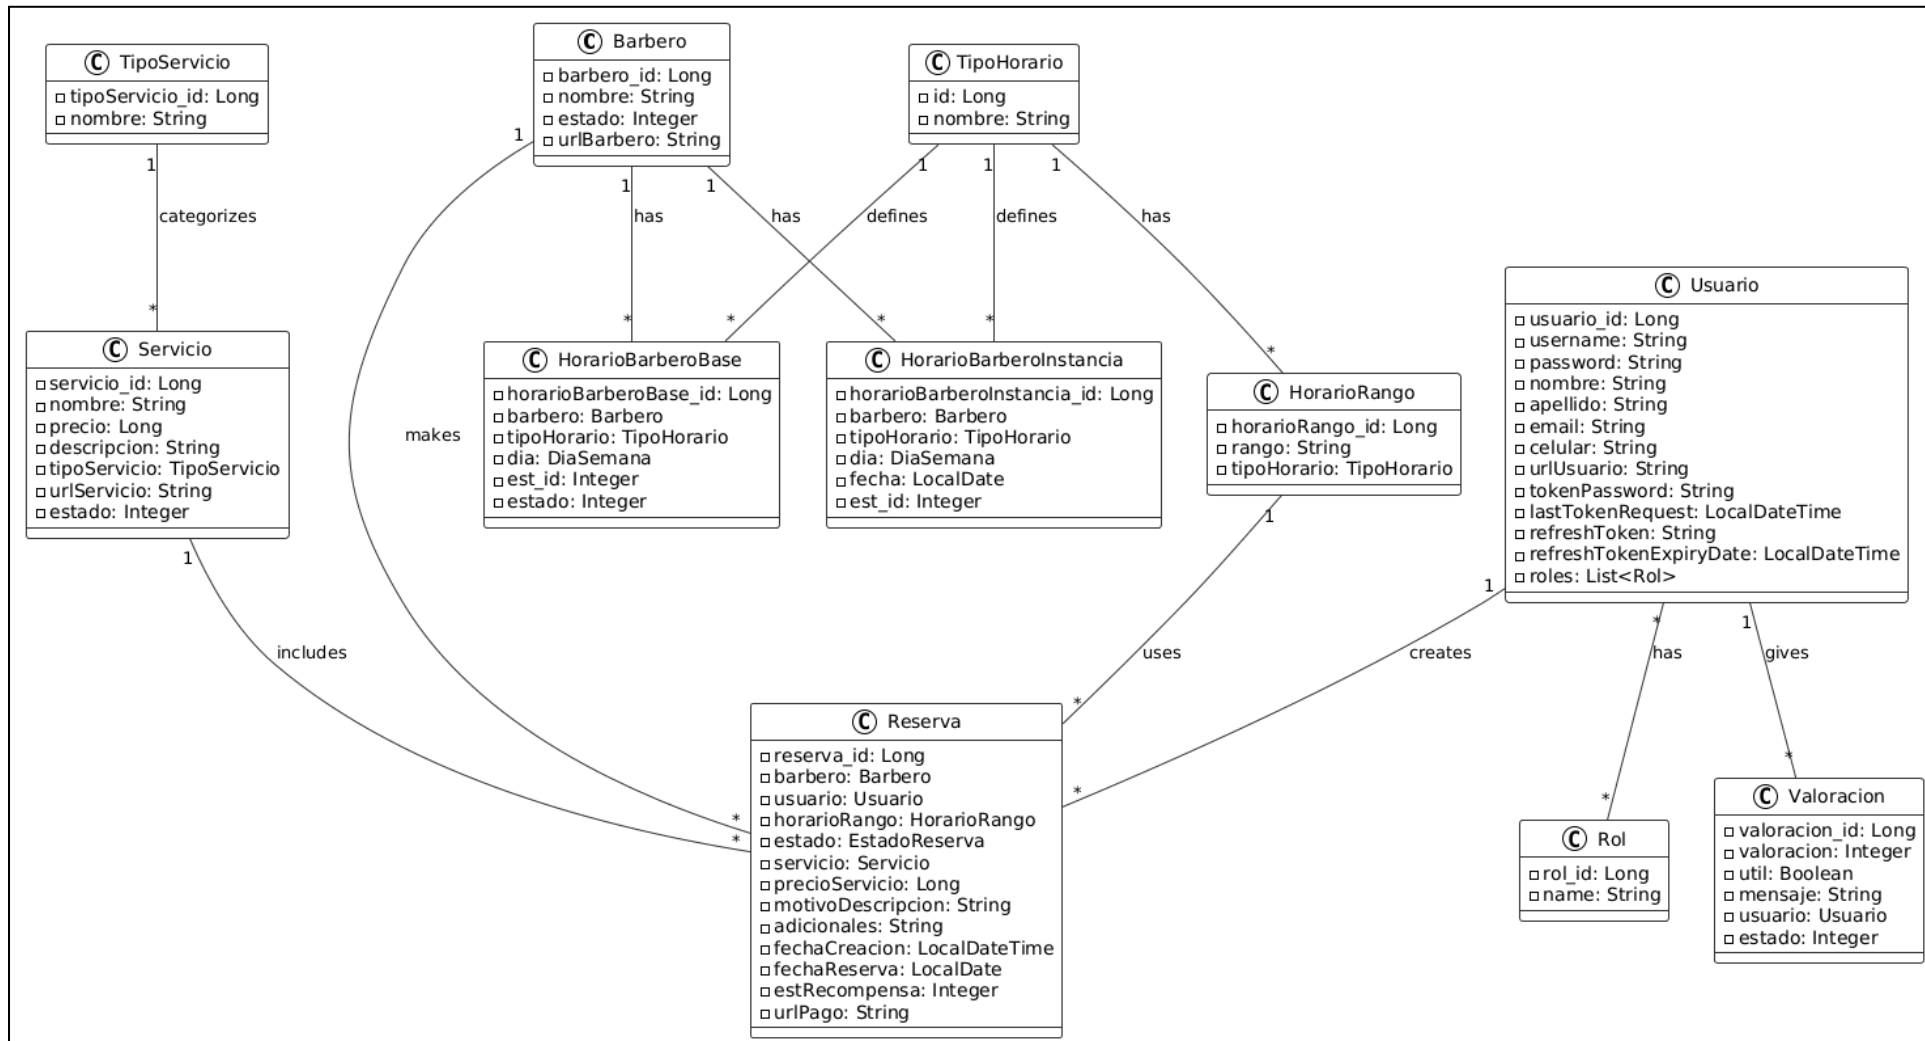 C TipoServicio
tipoServicio_id: Long
nombre: String
C Barbero
barbero_id: Long
nombre: String
estado: Integer
urlBarbero: String
C TipoHorario
id: Long
nombre: String
1
1
1
1
1
1
1
categorizes
has
has
defines
defines
has
*
*
*
*
*
*
C Servicio
servicio_id: Long
nombre: String
precio: Long
descripcion: String
tipoServicio: TipoServicio
urlServicio: String
estado: Integer
C HorarioBarberoBase
horarioBarberoBase_id: Long
barbero: Barbero
tipoHorario: TipoHorario
dia: DiaSemana
est_id: Integer
estado: Integer
C HorarioBarberoInstancia
horarioBarberoInstancia_id: Long
barbero: Barbero
tipoHorario: TipoHorario
dia: DiaSemana
fecha: LocalDate
est_id: Integer
C HorarioRango
horarioRango_id: Long
rango: String
tipoHorario: TipoHorario
C Usuario
usuario_id: Long
username: String
password: String
nombre: String
apellido: String
email: String
celular: String
urlUsuario: String
tokenPassword: String
lastTokenRequest: LocalDateTime
refreshToken: String
refreshTokenExpiryDate: LocalDateTime
roles: List<Rol>
makes
1
1
1
*
1
includes
uses
creates
has
gives
*
*
*
*
*
*
C Reserva
reserva_id: Long
barbero: Barbero
usuario: Usuario
horarioRango: HorarioRango
estado: EstadoReserva
servicio: Servicio
precioServicio: Long
motivoDescripcion: String
adicionales: String
fechaCreacion: LocalDateTime
fechaReserva: LocalDate
estRecompensa: Integer
urlPago: String
C Rol
rol_id: Long
name: String
C Valoracion
valoracion_id: Long
valoracion: Integer
util: Boolean
mensaje: String
usuario: Usuario
estado: Integer